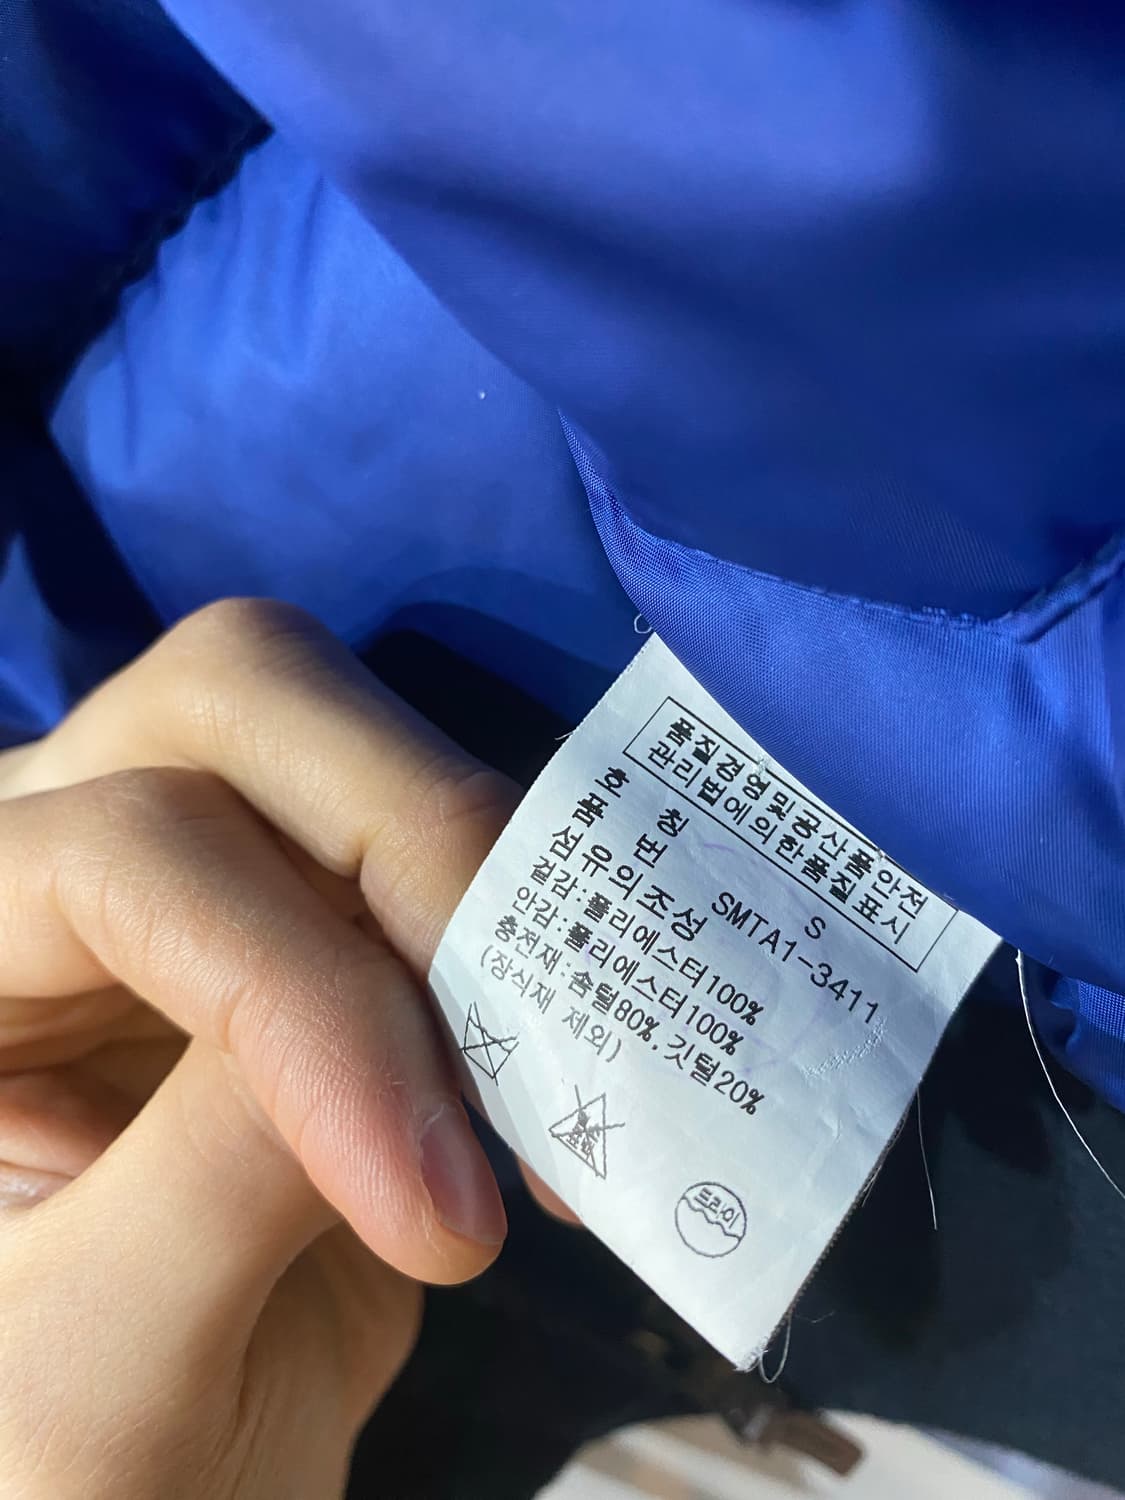 품질경영및공산품안전
관리법에의한품질표시
호 칭 S
품 번 SMTA1-3411
섬유의조성
겉감:폴리에스터100%
안감:폴리에스터100%
충전재:솜털80%,깃털20%
(장식재 제외)
드라이